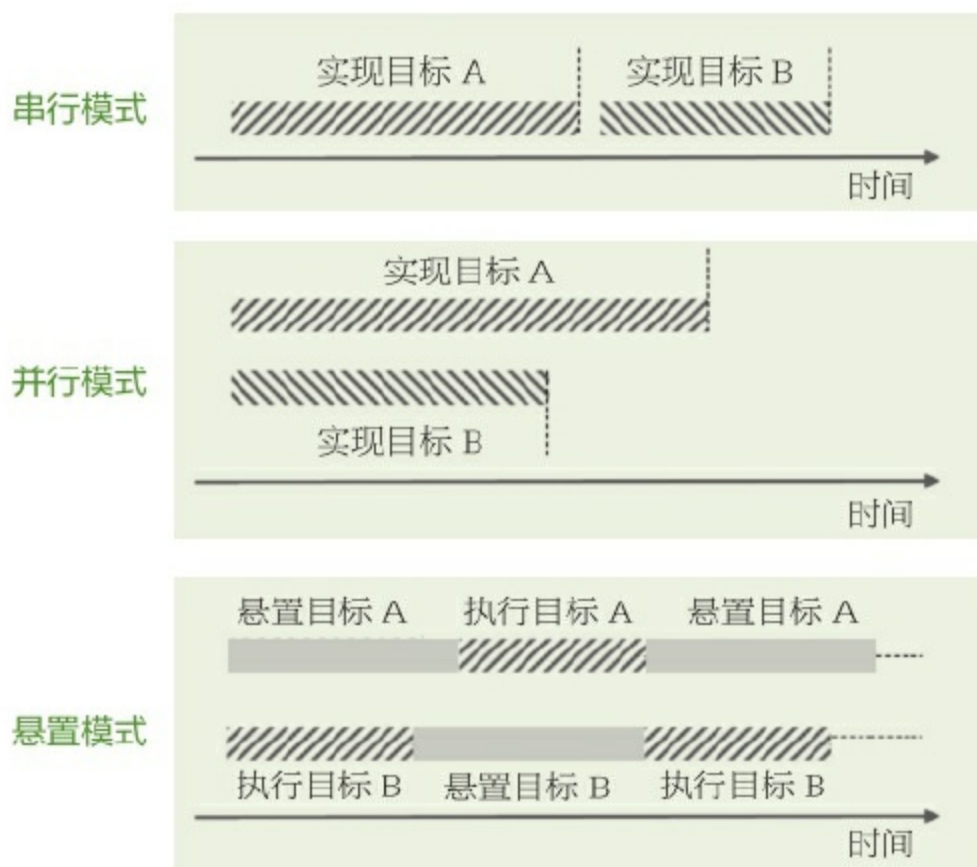 串行模式
实现目标 A
实现目标 B
时间
并行模式
实现目标 A
实现目标 B
时间
悬置模式
悬置目标 A
执行目标 A
悬置目标 A
执行目标 B
悬置目标 B
执行目标 B
时间